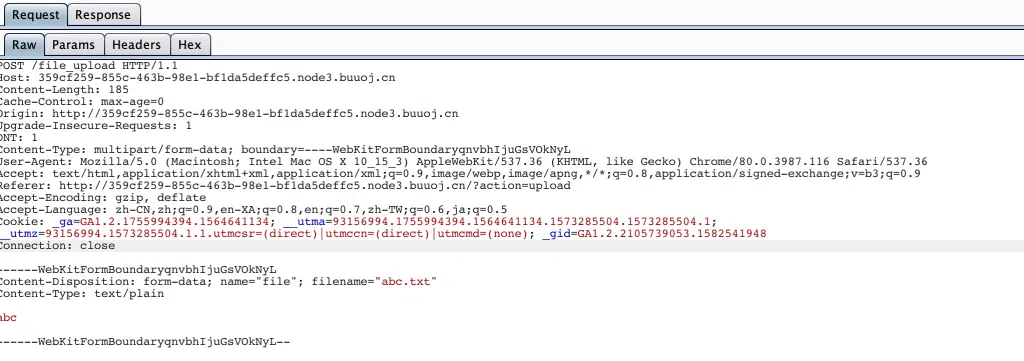 Request Response
Raw Params Headers Hex
POST /file_upload HTTP/1.1
Host: 359cf259-855c-463b-98e1-bf1da5deffc5.node3.buuoj.cn
Content-Length: 185
Cache-Control: max-age=0
Origin: http://359cf259-855c-463b-98e1-bf1da5deffc5.node3.buuoj.cn
Upgrade-Insecure-Requests: 1
DNT: 1
Content-Type: multipart/form-data; boundary=----WebKitFormBoundaryqnvbhIjuGsVOkNyL
User-Agent: Mozilla/5.0 (Macintosh; Intel Mac OS X 10_15_3) AppleWebKit/537.36 (KHTML, like Gecko) Chrome/80.0.3987.116 Safari/537.36
Accept: text/html,application/xhtml+xml,application/xml;q=0.9,image/webp,image/apng,*/*;q=0.8,application/signed-exchange;v=b3;q=0.9
Referer: http://359cf259-855c-463b-98e1-bf1da5deffc5.node3.buuoj.cn/?action=upload
Accept-Encoding: gzip, deflate
Accept-Language: zh-CN,zh;q=0.9,en-XA;q=0.8,en;q=0.7,zh-TW;q=0.6,ja;q=0.5
Cookie: _ga=GA1.2.1755994394.1564641134; __utma=93156994.1755994394.1564641134.1573285504.1573285504.1;
__utmz=93156994.1573285504.1.1.utmcsr=(direct)|utmccn=(direct)|utmcmd=(none); _gid=GA1.2.2105739053.1582541948
Connection: close
------WebKitFormBoundaryqnvbhIjuGsVOkNyL
Content-Disposition: form-data; name="file"; filename="abc.txt"
Content-Type: text/plain
abc
------WebKitFormBoundaryqnvbhIjuGsVOkNyL--